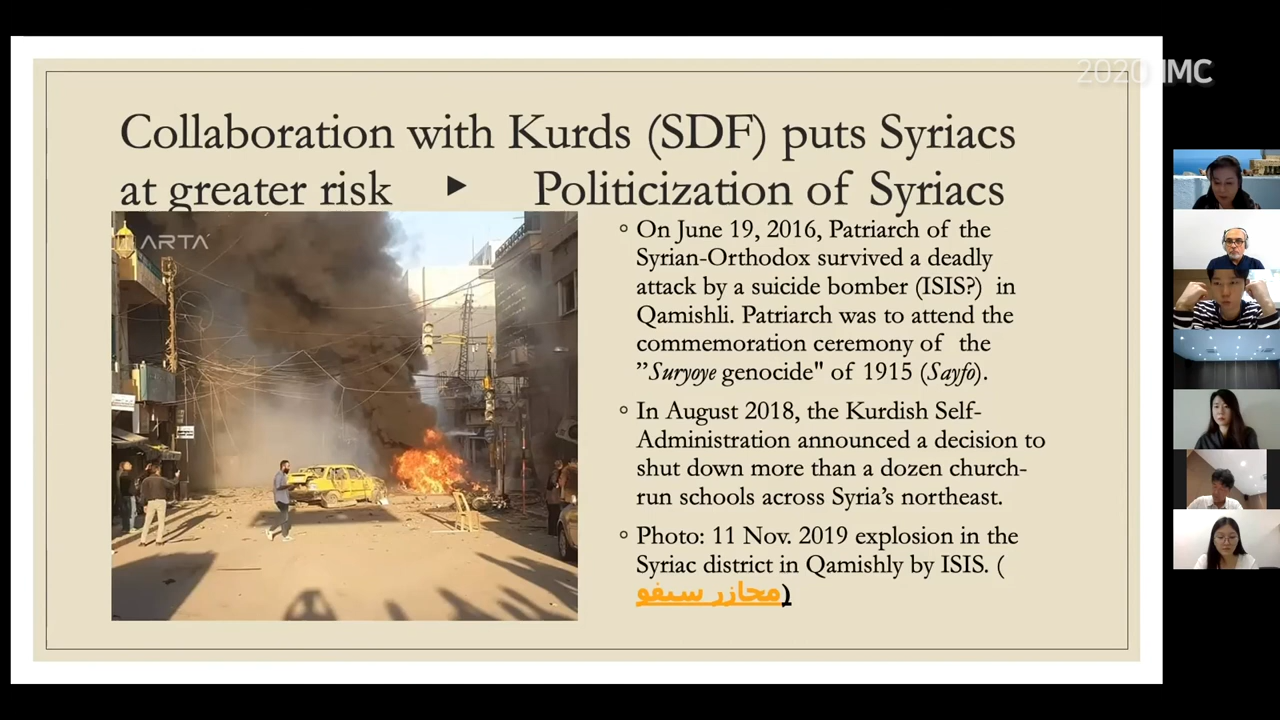 2020 IMC
Collaboration with Kurds (SDF) puts Syriacs
at greater risk ► Politicization of Syriacs
ARTA
◦ On June 19, 2016, Patriarch of the
Syrian-Orthodox survived a deadly
attack by a suicide bomber (ISIS?) in
Qamishli. Patriarch was to attend the
commemoration ceremony of the
”Suryoye genocide" of 1915 (Sayfo).
◦ In August 2018, the Kurdish Self-
Administration announced a decision to
shut down more than a dozen church-
run schools across Syria’s northeast.
◦ Photo: 11 Nov. 2019 explosion in the
Syriac district in Qamishly by ISIS. (
مجازر سيفو)